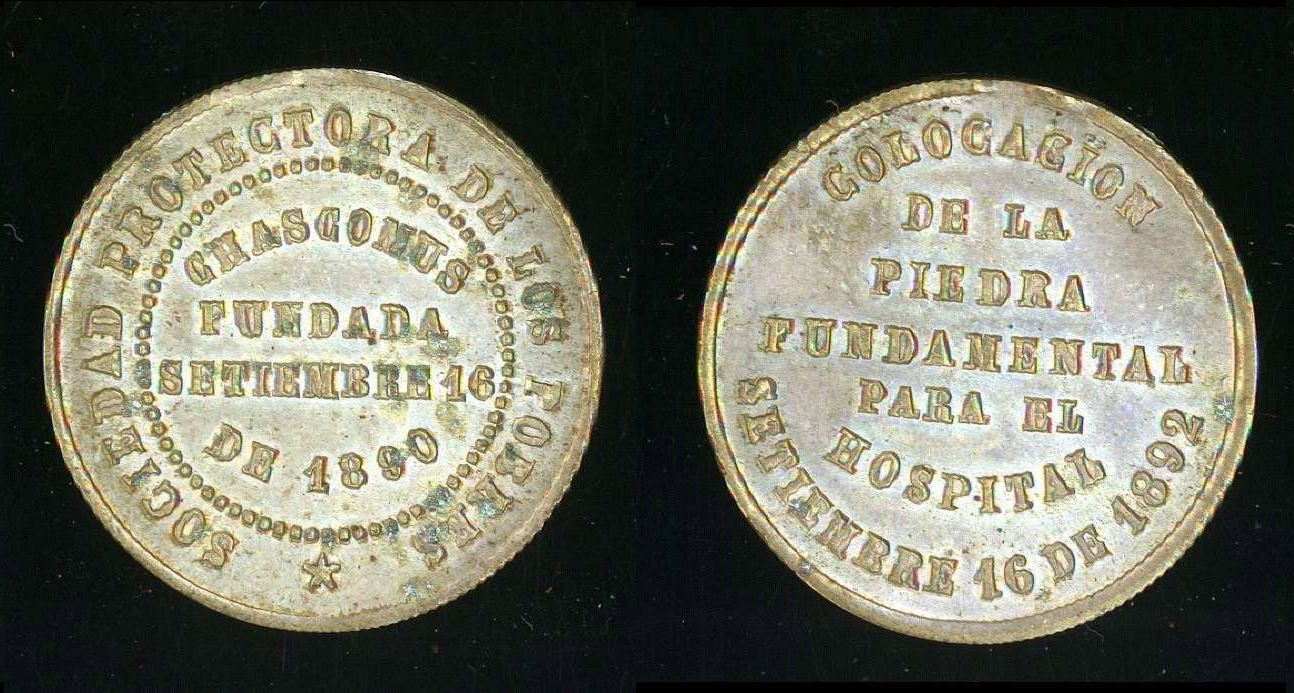 SOCIEDAD PROTECTORA DE LOS POBRES
CHASCOMUS
FUNDADA
SETIEMBRE 16
DE 1890
COLOCACION
DE LA
PIEDRA
FUNDAMENTAL
PARA EL
HOSPITAL
SETIEMBRE 16 DE 1892